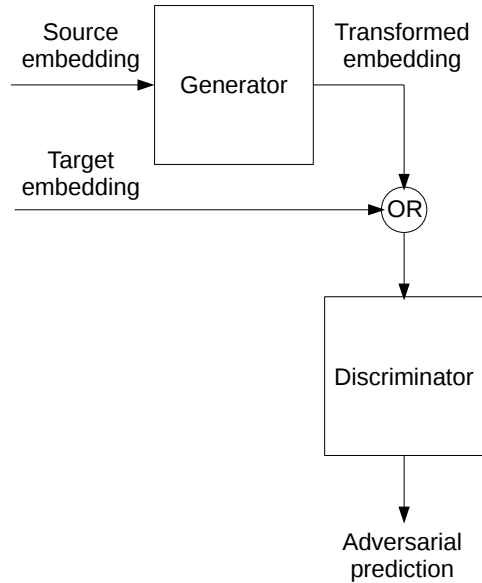 Source
embedding
Generator
Transformed
embedding
Target
embedding
OR
Discriminator
Adversarial
prediction